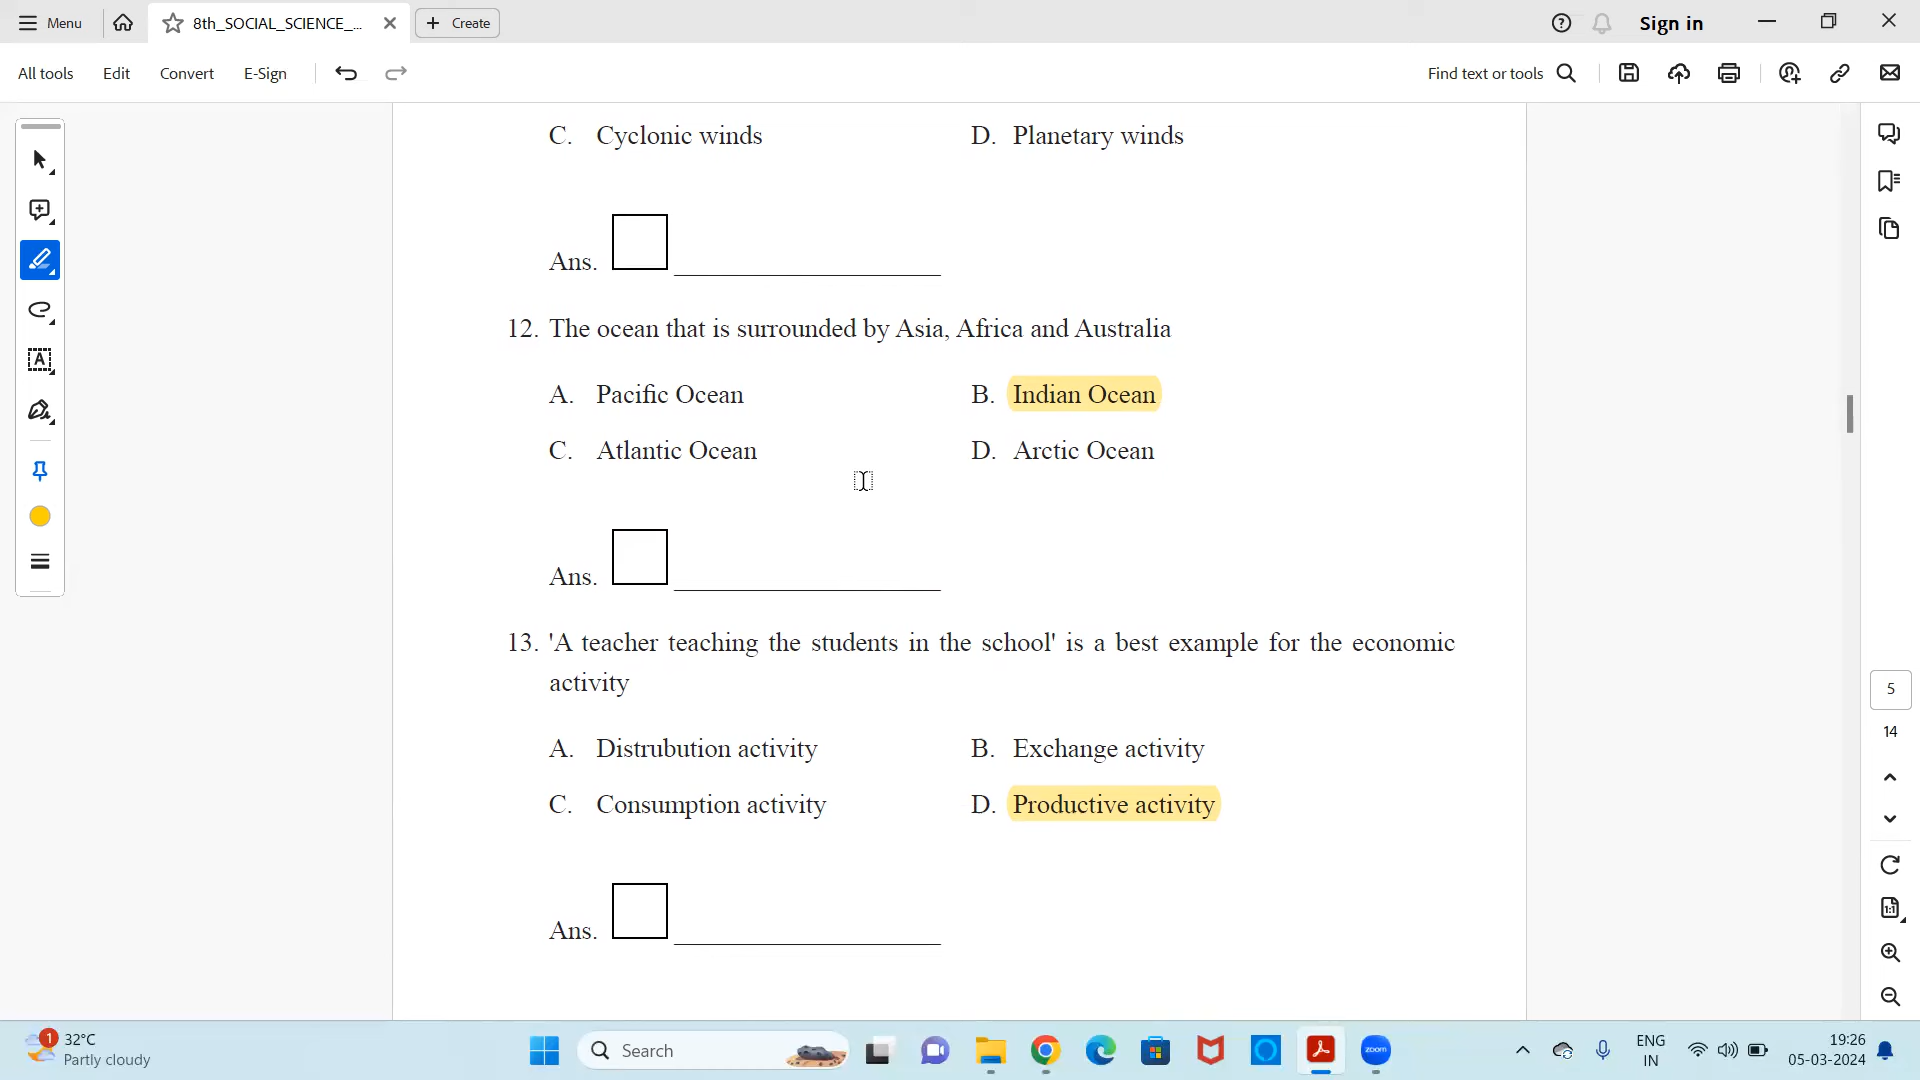 Menu
8th_SOCIAL_SCIENCE_...
Create
Sign in
All tools
Edit
Convert
E-Sign
Find text or tools
C. Cyclonic winds D. Planetary winds
Ans.
12. The ocean that is surrounded by Asia, Africa and Australia
A. Pacific Ocean B. Indian Ocean
C. Atlantic Ocean D. Arctic Ocean
Ans.
13. 'A teacher teaching the students in the school' is a best example for the economic
activity
A. Distrubution activity B. Exchange activity
C. Consumption activity D. Productive activity
Ans.
5
14
1
32°C
Partly cloudy
Search
zoom
ENG
IN
19:26
05-03-2024